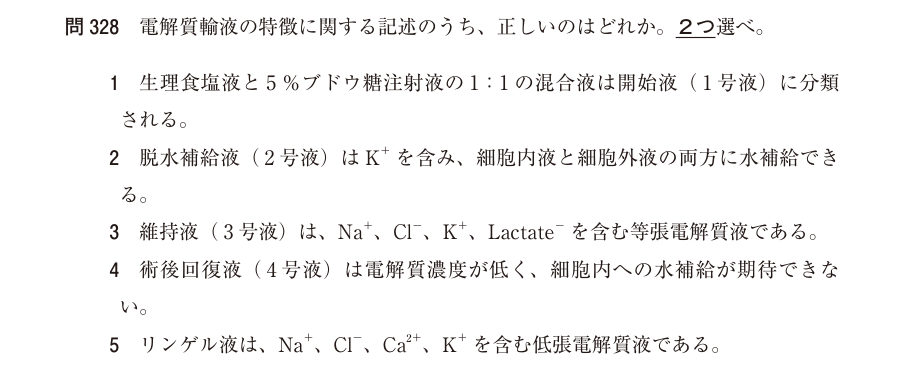 問 328 電解質輸液の特徴に関する記述のうち、正しいのはどれか。２つ選べ。
1 生理食塩液と５％ブドウ糖注射液の１：１の混合液は開始液（１号液）に分類
される。
2 脱水補給液（２号液）は K⁺ を含み、細胞内液と細胞外液の両方に水補給でき
る。
3 維持液（３号液）は、Na⁺、Cl⁻、K⁺、Lactate⁻ を含む等張電解質液である。
4 術後回復液（４号液）は電解質濃度が低く、細胞内への水補給が期待できな
い。
5 リンゲル液は、Na⁺、Cl⁻、Ca²⁺、K⁺ を含む低張電解質液である。